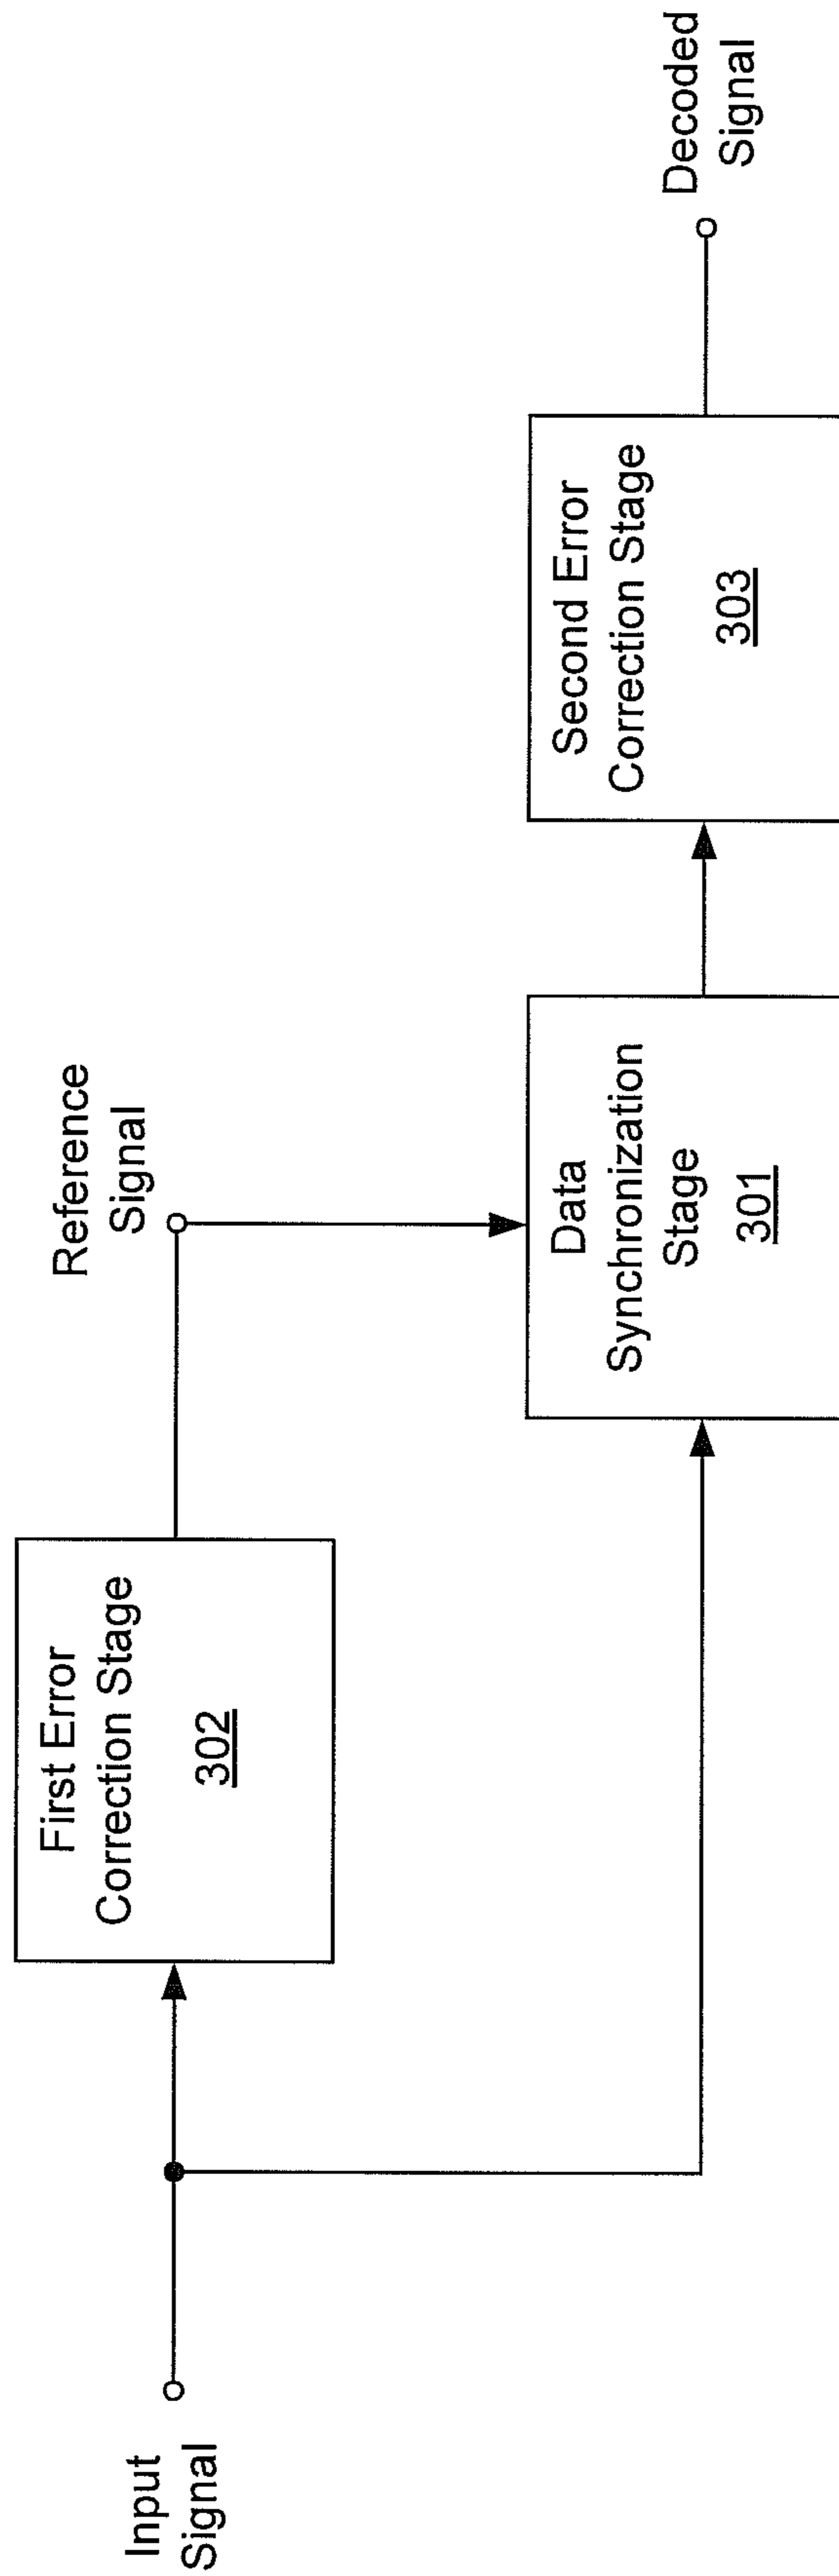 Input
Signal
First Error
Correction Stage
302
Reference
Signal
Data
Synchronization
Stage
301
Second Error
Correction Stage
303
Decoded
Signal